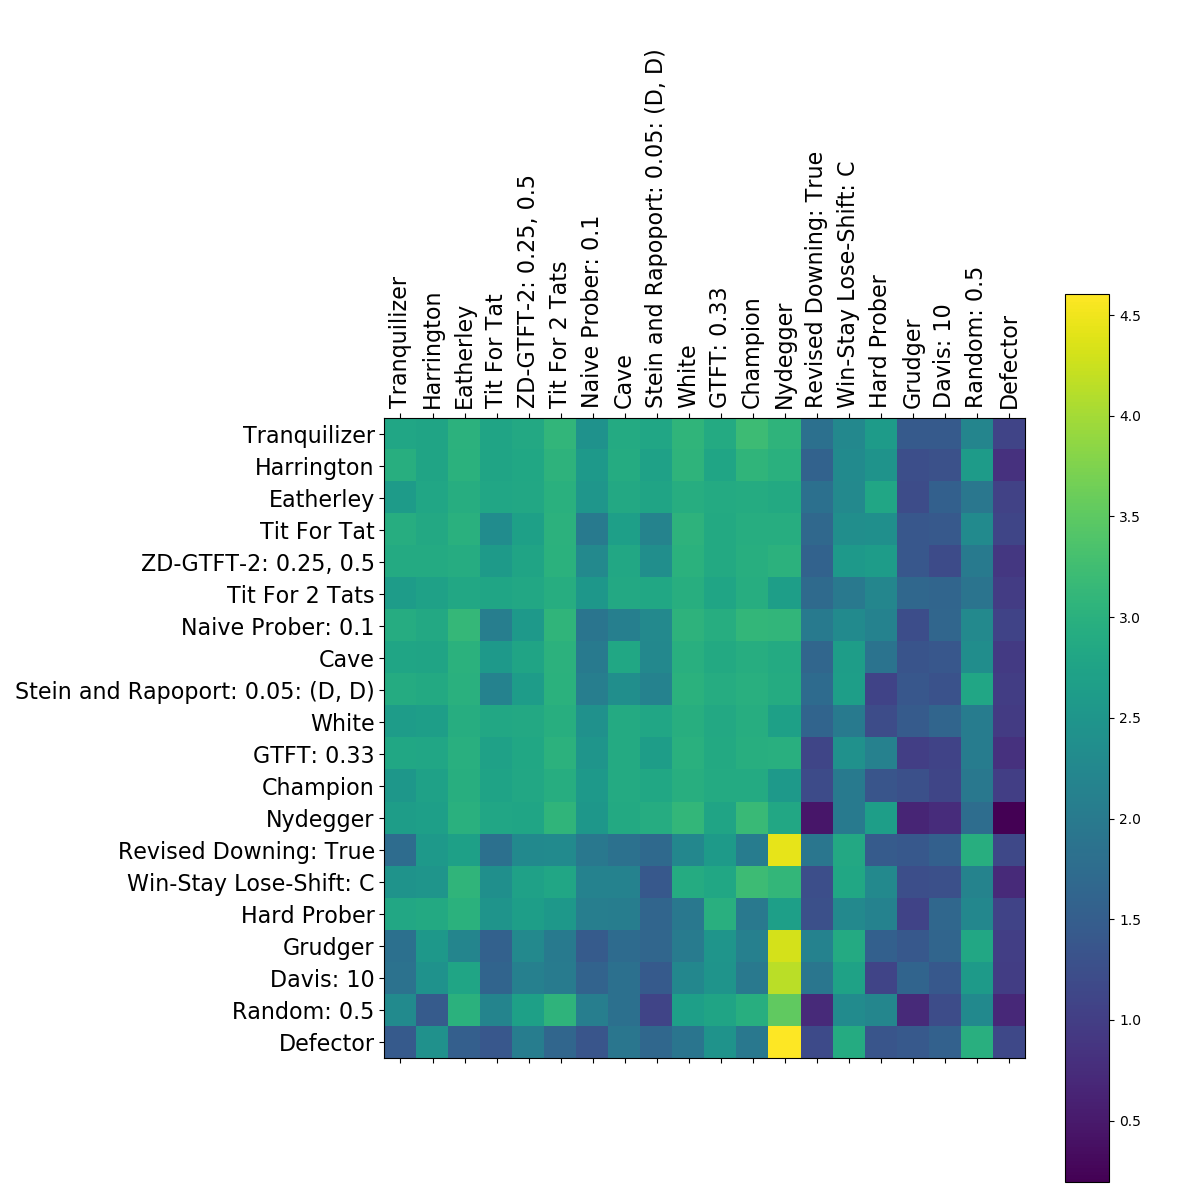 Tranquilizer
Harrington
Eatherley
Tit For Tat
ZD-GTFT-2: 0.25, 0.5
Tit For 2 Tats
Naive Prober: 0.1
Cave
Stein and Rapoport: 0.05: (D, D)
White
GTFT: 0.33
Champion
Nydegger
Revised Downing: True
Win-Stay Lose-Shift: C
Hard Prober
Grudger
Davis: 10
Random: 0.5
Defector
Tranquilizer
Harrington
Eatherley
Tit For Tat
ZD-GTFT-2: 0.25, 0.5
Tit For 2 Tats
Naive Prober: 0.1
Cave
Stein and Rapoport: 0.05: (D, D)
White
GTFT: 0.33
Champion
Nydegger
Revised Downing: True
Win-Stay Lose-Shift: C
Hard Prober
Grudger
Davis: 10
Random: 0.5
Defector
4.5
4.0
3.5
3.0
2.5
2.0
1.5
1.0
0.5